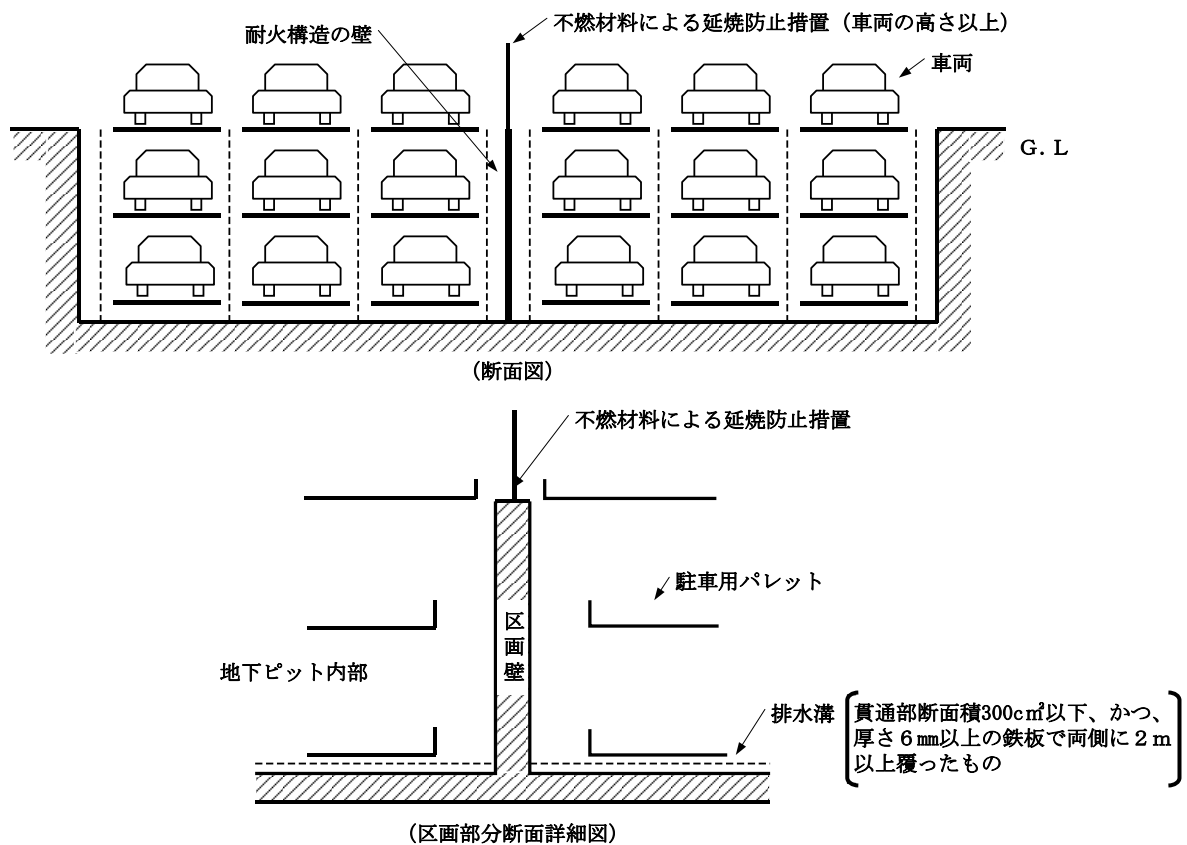 不燃材料による延焼防止措置（車両の高さ以上）
耐火構造の壁
車両
Ｇ.Ｌ
（断面図）
不燃材料による延焼防止措置
駐車用パレット
区画壁
地下ピット内部
排水溝
貫通部断面積300c㎡以下、かつ、
厚さ６㎜以上の鉄板で両側に２ｍ
以上覆ったもの
（区画部分断面詳細図）